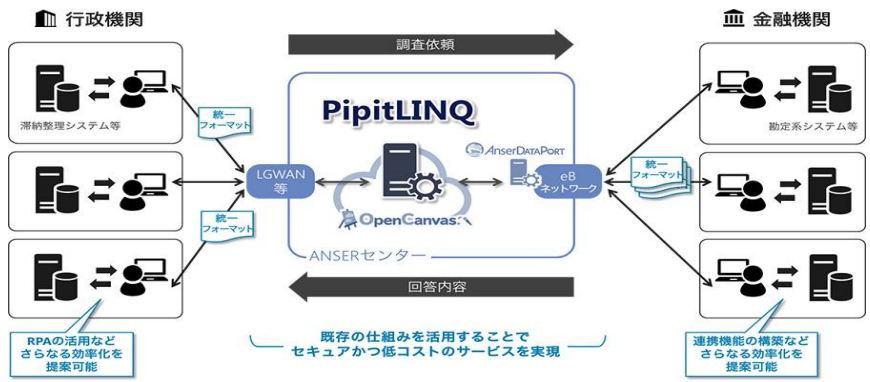 行政機関
金融機関
調査依頼
滞納整理システム等
統一
フォーマット
PipitLINQ
AnserDataPort
勘定系システム等
LGWAN
等
eB
ネットワーク
統一
フォーマット
OpenCanvas
統一
フォーマット
ANSERセンター
回答内容
RPAの活用など
さらなる効率化を
提案可能
既存の仕組みを活用することで
セキュアかつ低コストのサービスを実現
連携機能の構築など
さらなる効率化を
提案可能